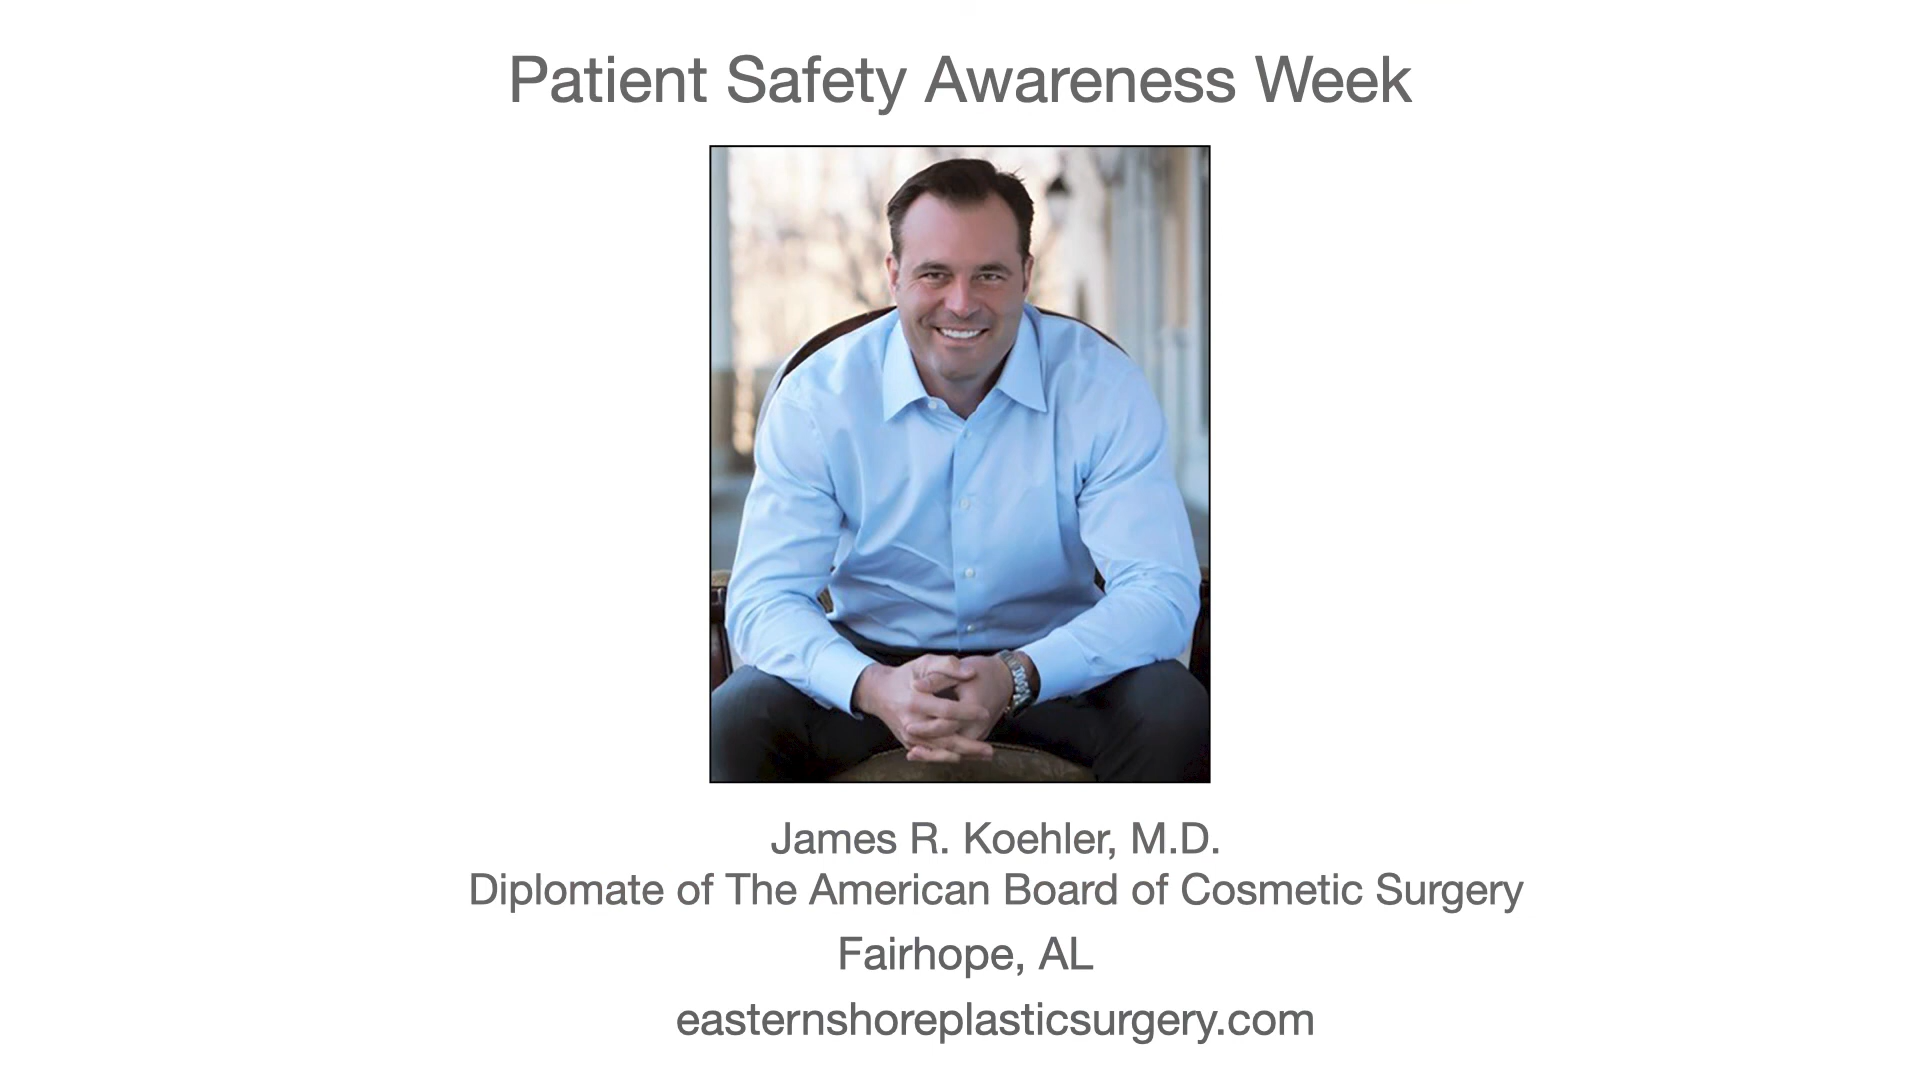 Patient Safety Awareness Week
James R. Koehler, M.D.
Diplomate of The American Board of Cosmetic Surgery
Fairhope, AL
easternshoreplasticsurgery.com